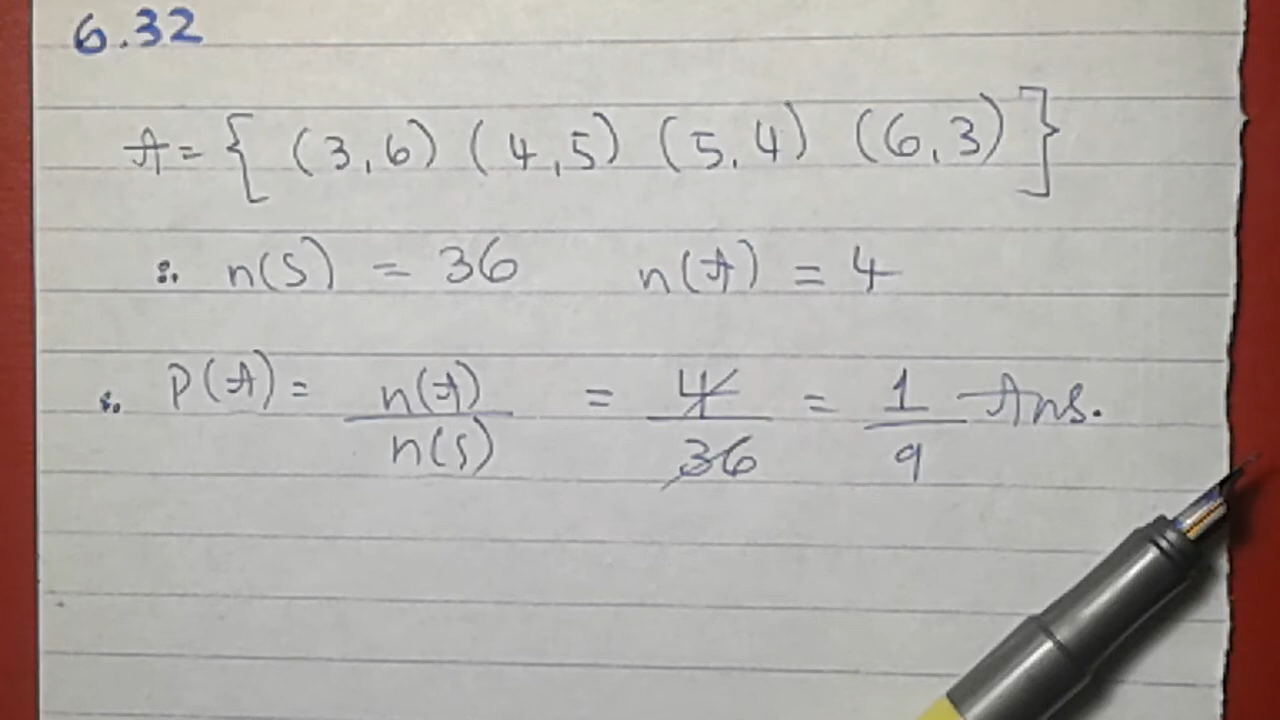 6.32
A = { (3,6) (4,5) (5,4) (6,3) }
∴ n(S) = 36 n(A) = 4
∴ P(A) = n(A)/n(S) = 4/36 = 1/9 Ans.